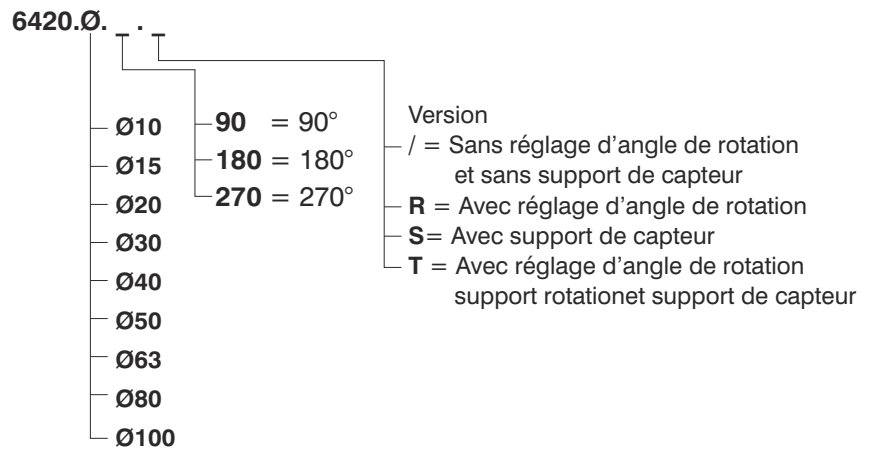 6420.Ø. _ . _
Ø10
Ø15
Ø20
Ø30
Ø40
Ø50
Ø63
Ø80
Ø100
90 = 90°
180 = 180°
270 = 270°
Version
/ = Sans réglage d’angle de rotation
et sans support de capteur
R = Avec réglage d’angle de rotation
S= Avec support de capteur
T = Avec réglage d’angle de rotation
support rotationet support de capteur